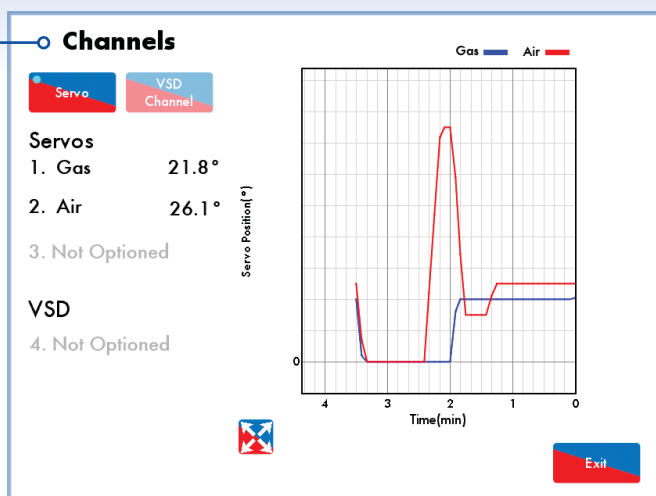 Channels
Gas
Air
Servo
VSD
Channel
Servos
1. Gas 21.8°
2. Air 26.1°
3. Not Optioned
VSD
4. Not Optioned
Servo Position(°)
0
4 3 2 1 0
Time(min)
Exit